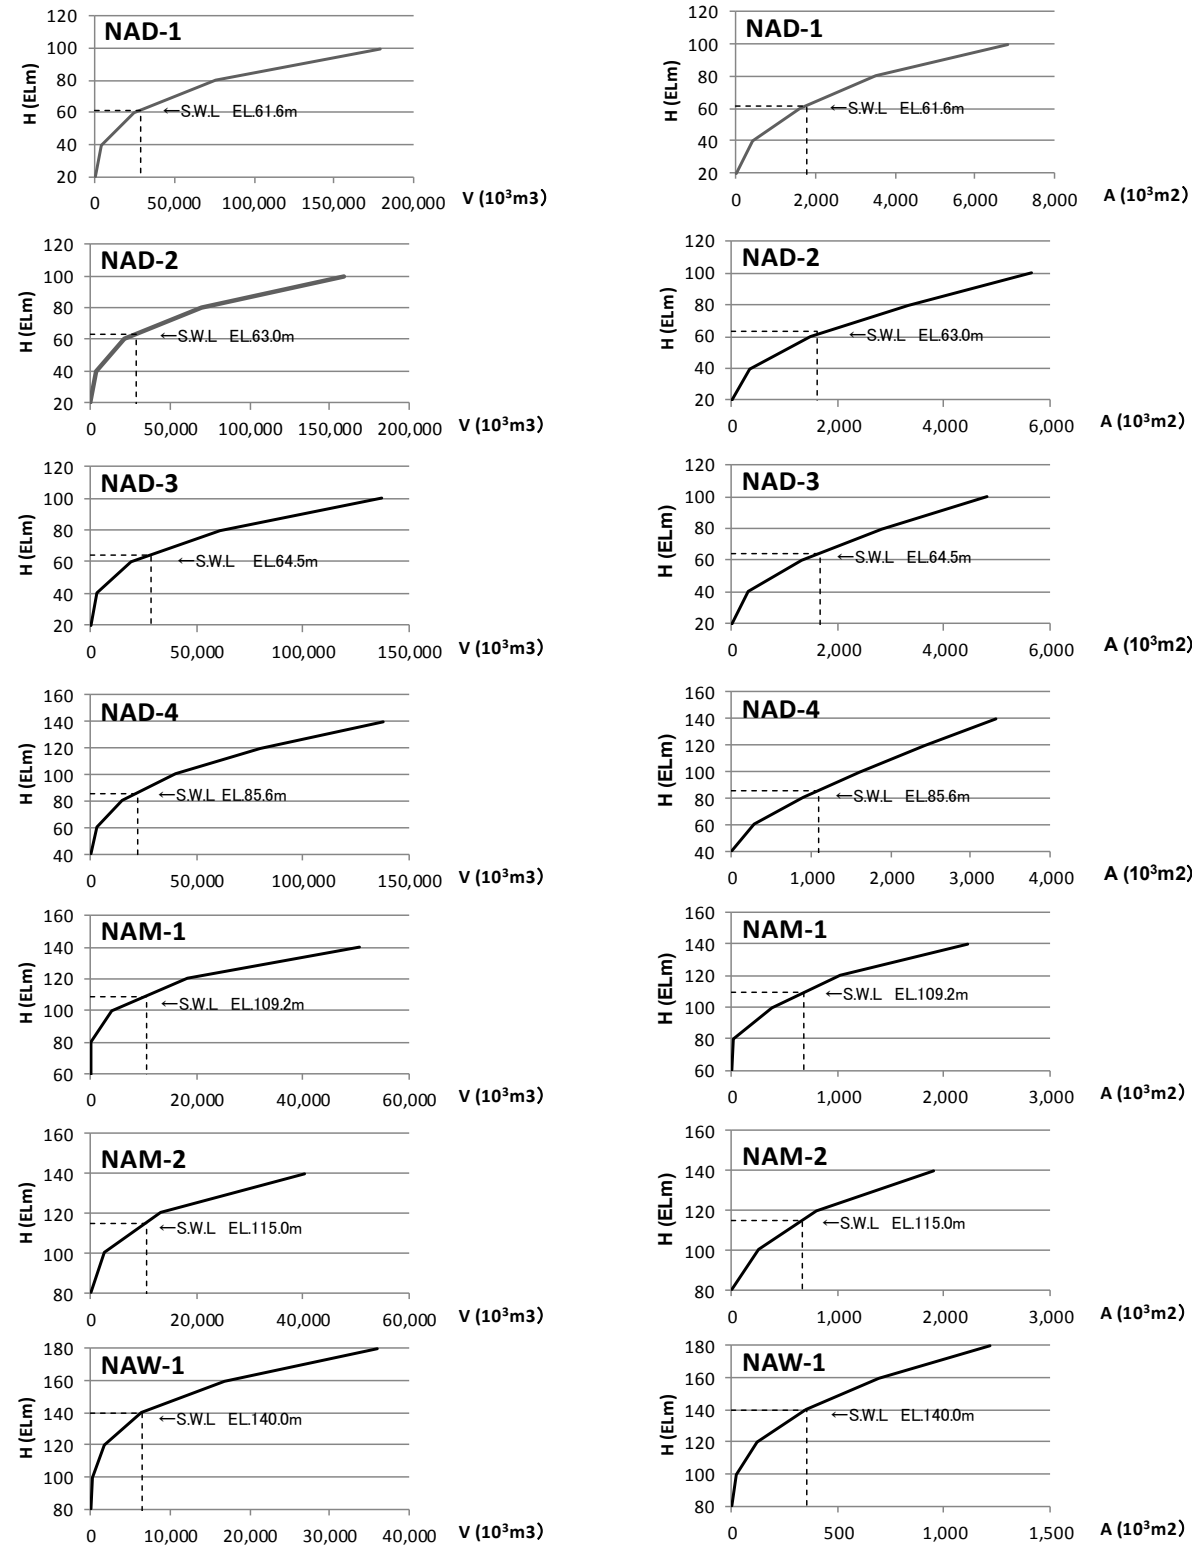 NAD-1
H (ELm)
120
100
80
60
40
20
←S.W.L EL.61.6m
0 50,000 100,000 150,000 200,000
V (10³m3)
NAD-1
H (ELm)
120
100
80
60
40
20
←S.W.L EL.61.6m
0 2,000 4,000 6,000 8,000
A (10³m2)
NAD-2
H (ELm)
120
100
80
60
40
20
←S.W.L EL.63.0m
0 50,000 100,000 150,000 200,000
V (10³m3)
NAD-2
H (ELm)
120
100
80
60
40
20
←S.W.L EL.63.0m
0 2,000 4,000 6,000
A (10³m2)
NAD-3
H (ELm)
120
100
80
60
40
20
←S.W.L EL.64.5m
0 50,000 100,000 150,000
V (10³m3)
NAD-3
H (ELm)
120
100
80
60
40
20
←S.W.L EL.64.5m
0 2,000 4,000 6,000
A (10³m2)
NAD-4
H (ELm)
160
140
120
100
80
60
40
←S.W.L EL.85.6m
0 50,000 100,000 150,000
V (10³m3)
NAD-4
H (ELm)
160
140
120
100
80
60
40
←S.W.L EL.85.6m
0 1,000 2,000 3,000 4,000
A (10³m2)
NAM-1
H (ELm)
160
140
120
100
80
60
←S.W.L EL.109.2m
0 20,000 40,000 60,000
V (10³m3)
NAM-1
H (ELm)
160
140
120
100
80
60
←S.W.L EL.109.2m
0 1,000 2,000 3,000
A (10³m2)
NAM-2
H (ELm)
160
140
120
100
80
←S.W.L EL.115.0m
0 20,000 40,000 60,000
V (10³m3)
NAM-2
H (ELm)
160
140
120
100
80
←S.W.L EL.115.0m
0 1,000 2,000 3,000
A (10³m2)
NAW-1
H (ELm)
180
160
140
120
100
80
←S.W.L EL.140.0m
0 10,000 20,000 30,000 40,000
V (10³m3)
NAW-1
H (ELm)
180
160
140
120
100
80
←S.W.L EL.140.0m
0 500 1,000 1,500
A (10³m2)